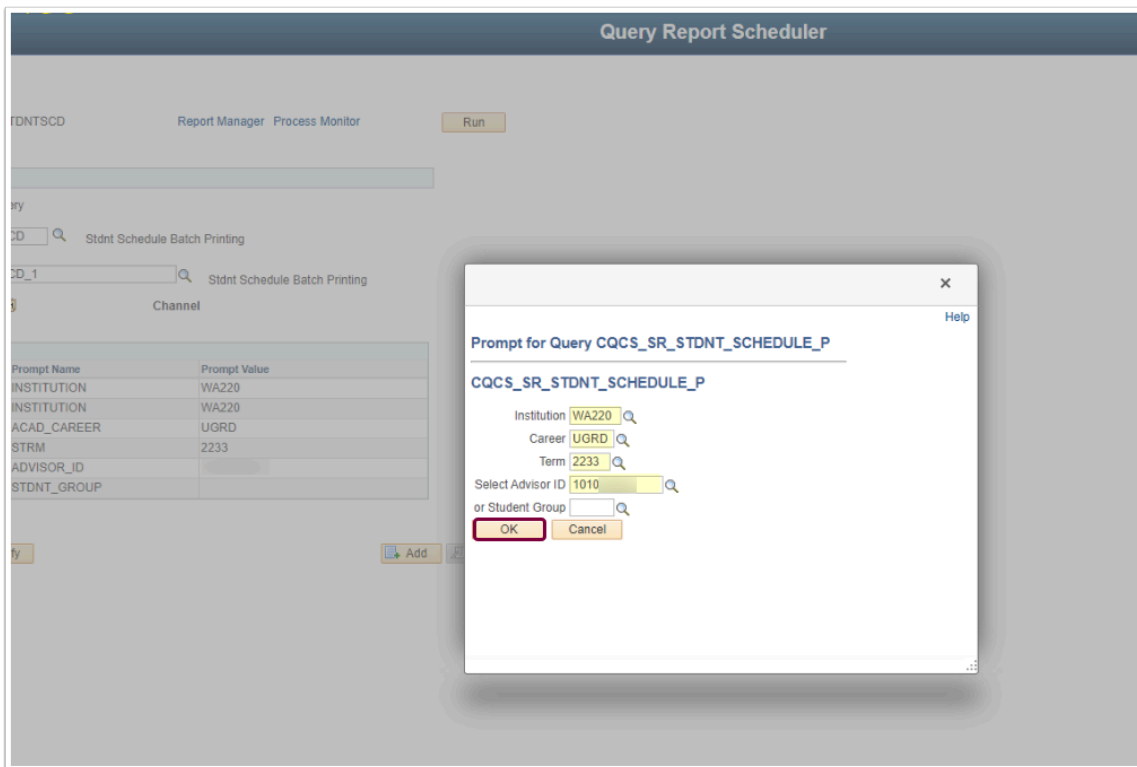 Query Report Scheduler
TDNTSCD Report Manager Process Monitor Run
ery
CD Stdnt Schedule Batch Printing
CD_1 Stdnt Schedule Batch Printing
Channel
Prompt Name Prompt Value
INSTITUTION WA220
INSTITUTION WA220
ACAD_CAREER UGRD
STRM 2233
ADVISOR_ID
STDNT_GROUP
fy Add
Help
Prompt for Query CQCS_SR_STDNT_SCHEDULE_P
CQCS_SR_STDNT_SCHEDULE_P
Institution WA220
Career UGRD
Term 2233
Select Advisor ID 1010
or Student Group
OK Cancel